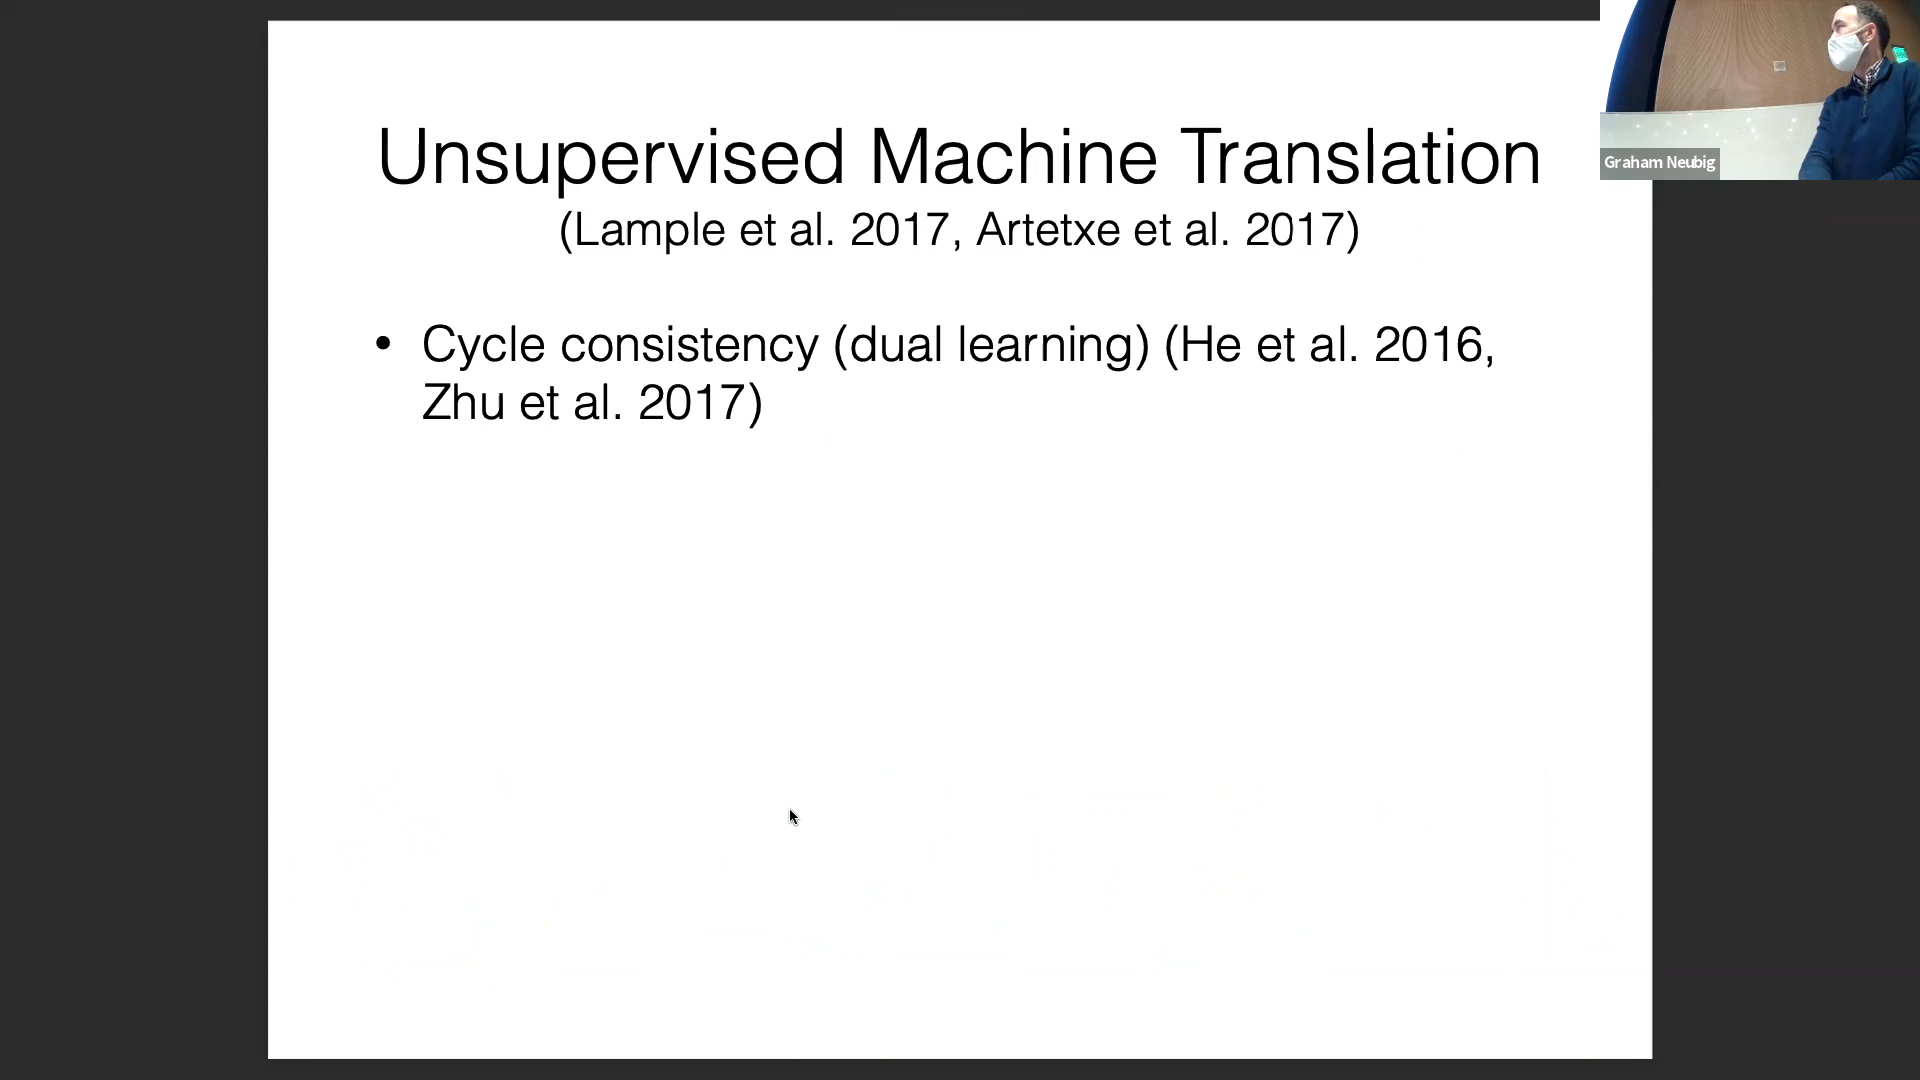 Unsupervised Machine Translation
(Lample et al. 2017, Artetxe et al. 2017)
• Cycle consistency (dual learning) (He et al. 2016,
Zhu et al. 2017)
Graham Neubig